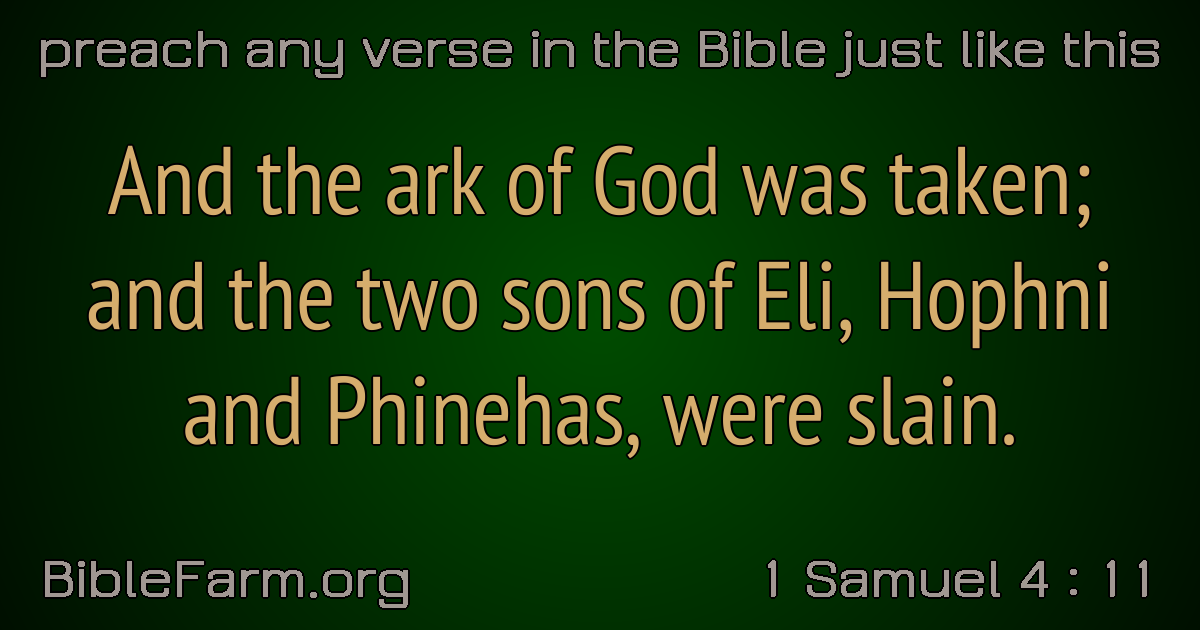 preach any verse in the Bible just like this
And the ark of God was taken;
and the two sons of Eli, Hophni
and Phinehas, were slain.
BibleFarm.org
1 Samuel 4 : 11